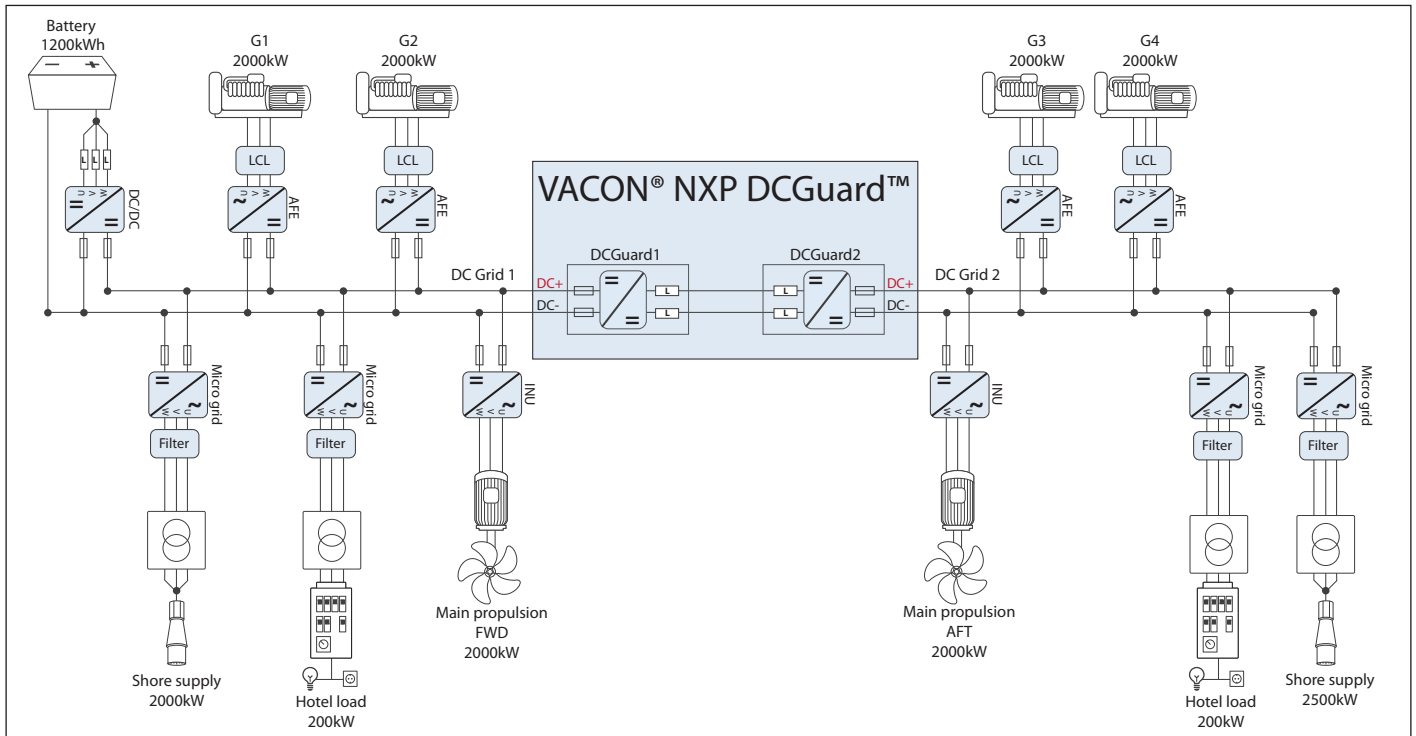 Battery
1200kWh
G1
2000kW
G2
2000kW
G3
2000kW
G4
2000kW
L L L
U V W
DC/DC
LCL
U V W
AFE
LCL
U V W
AFE
LCL
U V W
AFE
LCL
U V W
AFE
VACON® NXP DCGuard™
DCGuard1
DCGuard2
DC Grid 1
DC+
DC-
L
L
L
L
DC+
DC-
DC Grid 2
Micro grid
W V U
Filter
Micro grid
W V U
Filter
INU
W V U
INU
W V U
Micro grid
W V U
Filter
Micro grid
W V U
Filter
Shore supply
2000kW
Hotel load
200kW
Main propulsion
FWD
2000kW
Main propulsion
AFT
2000kW
Hotel load
200kW
Shore supply
2500kW